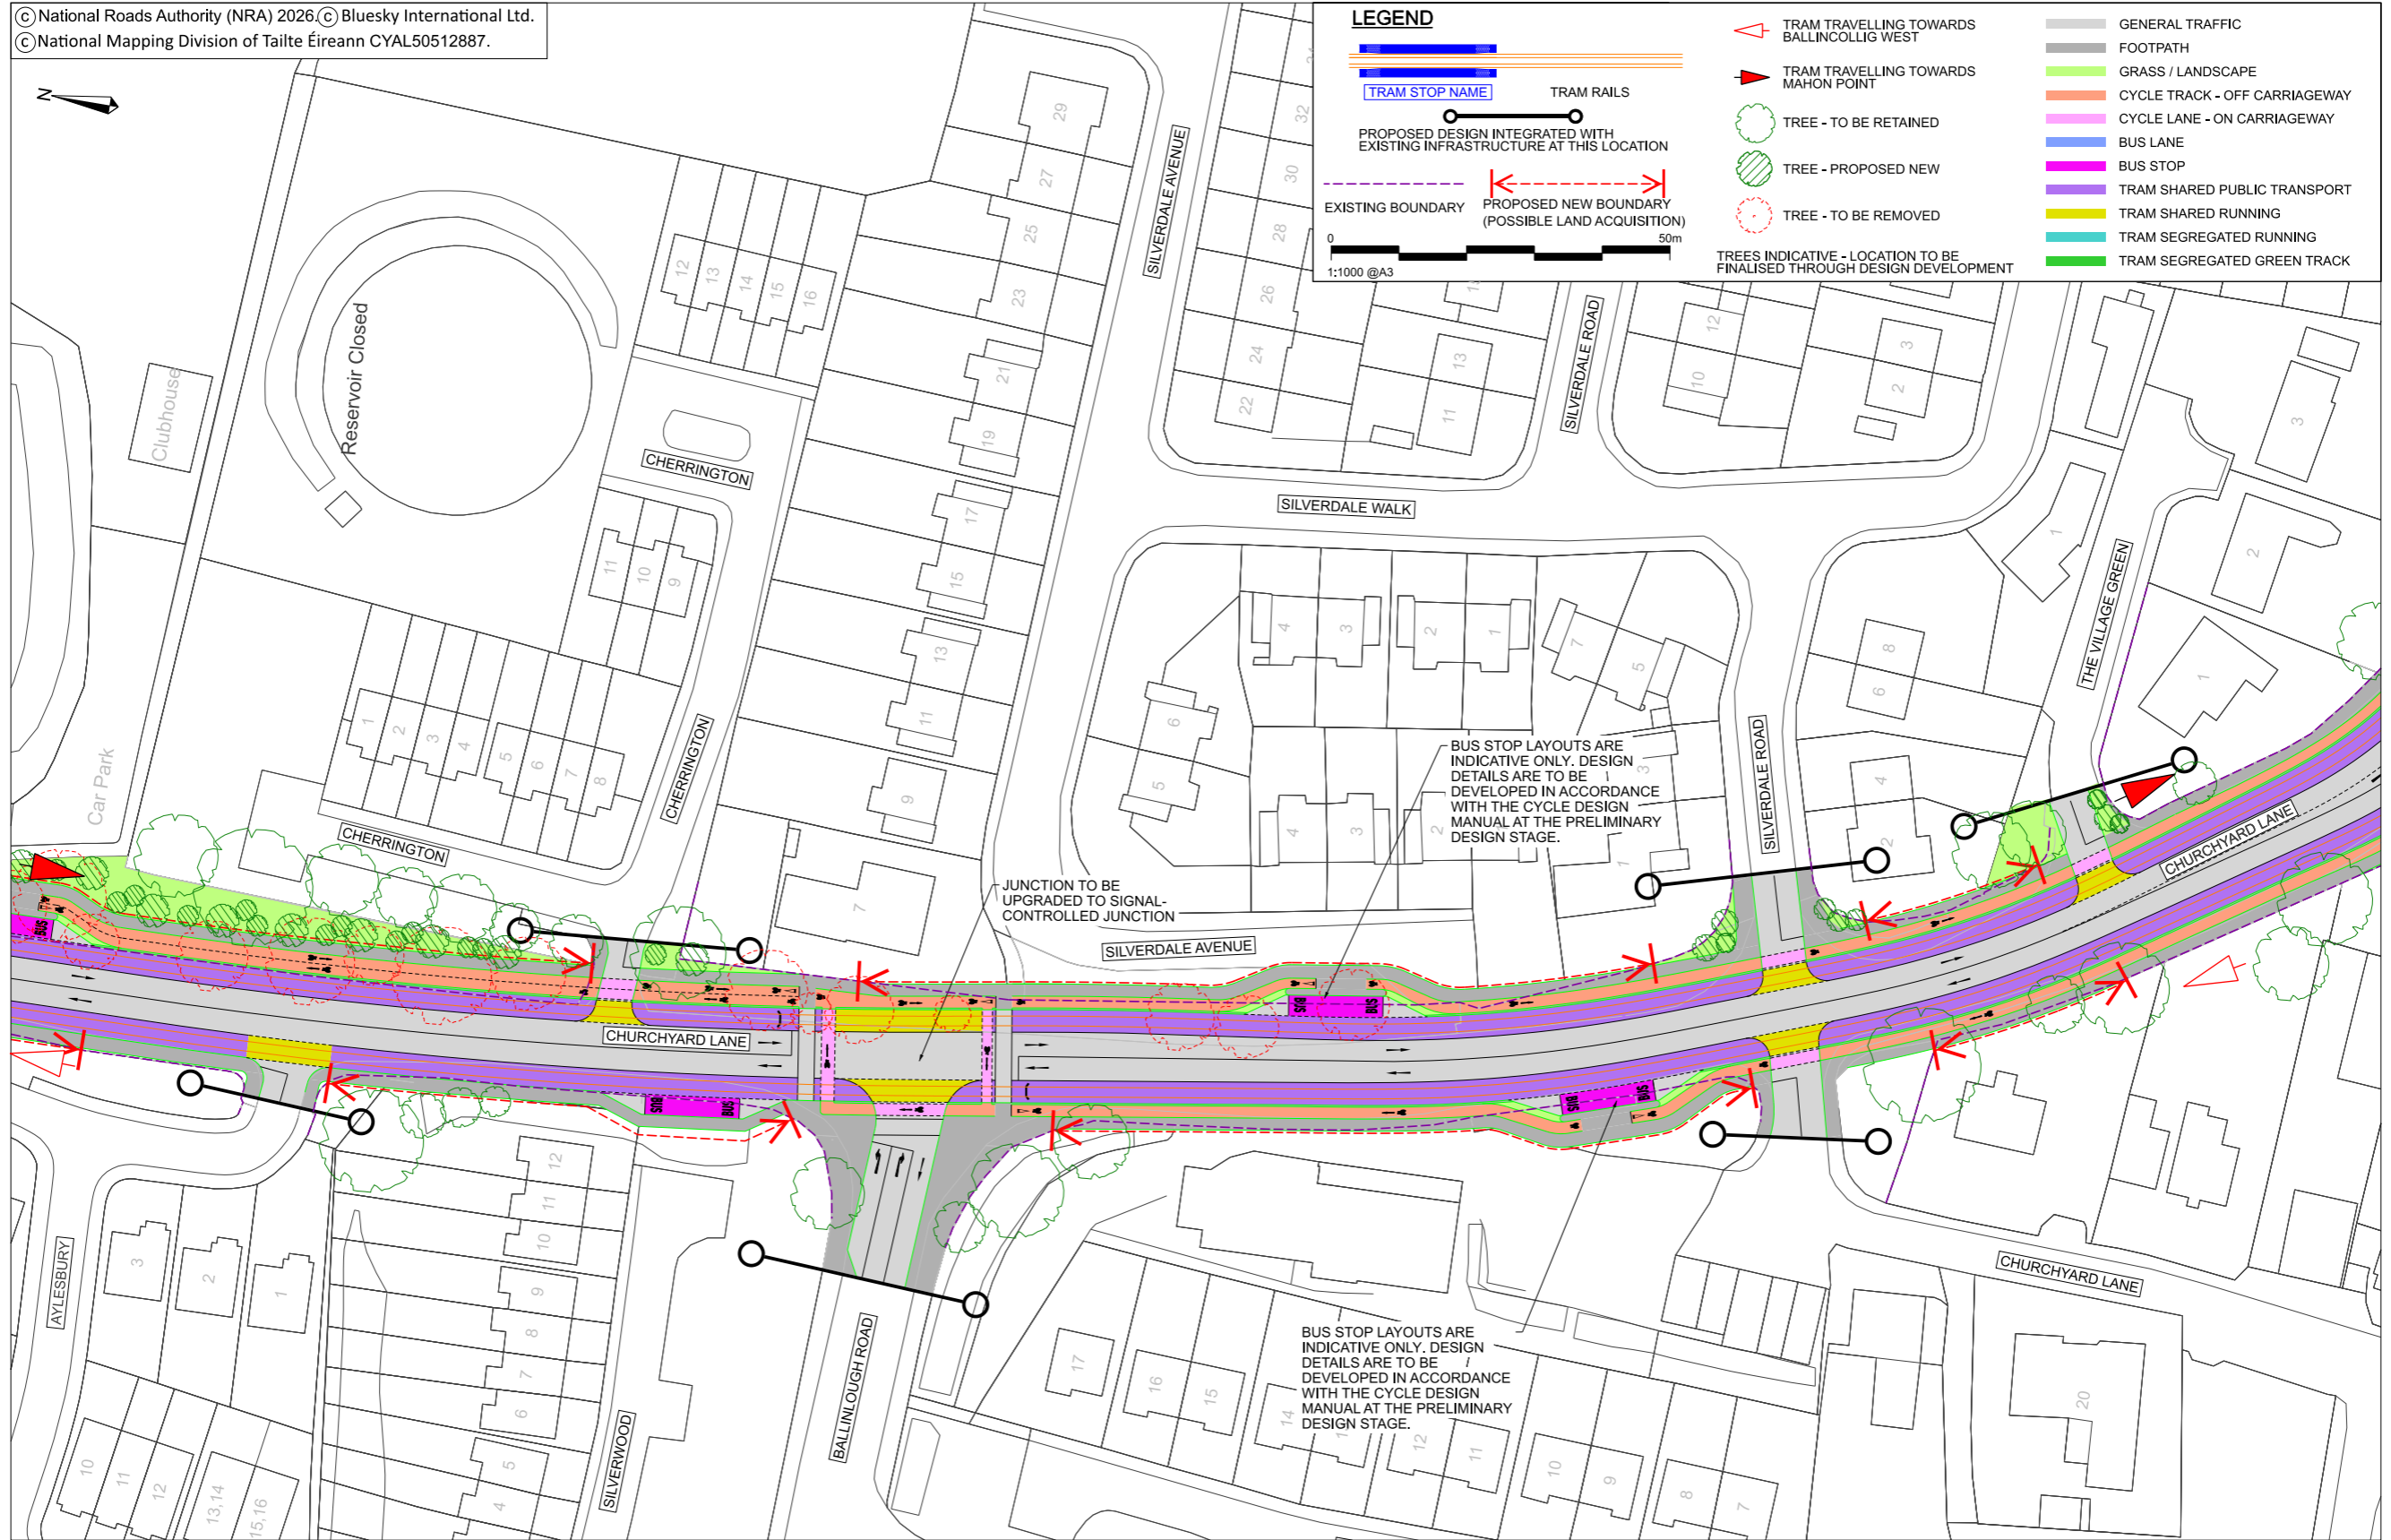 © National Roads Authority (NRA) 2026. © Bluesky International Ltd.
© National Mapping Division of Tailte Éireann CYAL50512887.
N
LEGEND
TRAM STOP NAME
TRAM RAILS
PROPOSED DESIGN INTEGRATED WITH
EXISTING INFRASTRUCTURE AT THIS LOCATION
EXISTING BOUNDARY
PROPOSED NEW BOUNDARY
(POSSIBLE LAND ACQUISITION)
0
50m
1:1000 @A3
TRAM TRAVELLING TOWARDS
BALLINCOLLIG WEST
TRAM TRAVELLING TOWARDS
MAHON POINT
TREE - TO BE RETAINED
TREE - PROPOSED NEW
TREE - TO BE REMOVED
TREES INDICATIVE - LOCATION TO BE
FINALISED THROUGH DESIGN DEVELOPMENT
GENERAL TRAFFIC
FOOTPATH
GRASS / LANDSCAPE
CYCLE TRACK - OFF CARRIAGEWAY
CYCLE LANE - ON CARRIAGEWAY
BUS LANE
BUS STOP
TRAM SHARED PUBLIC TRANSPORT
TRAM SHARED RUNNING
TRAM SEGREGATED RUNNING
TRAM SEGREGATED GREEN TRACK
Clubhouse
Reservoir Closed
Car Park
12
13
14
15
16
CHERRINGTON
11
10
9
1
2
3
4
5
6
7
8
CHERRINGTON
CHERRINGTON
29
27
25
23
21
19
17
15
13
11
9
7
SILVERDALE AVENUE
32
30
28
26
24
22
13
11
SILVERDALE ROAD
12
10
3
2
SILVERDALE WALK
4
3
2
1
7
5
6
5
4
3
2
1
3
8
6
4
2
SILVERDALE ROAD
THE VILLAGE GREEN
1
2
3
1
BUS STOP LAYOUTS ARE
INDICATIVE ONLY. DESIGN
DETAILS ARE TO BE
DEVELOPED IN ACCORDANCE
WITH THE CYCLE DESIGN
MANUAL AT THE PRELIMINARY
DESIGN STAGE.
JUNCTION TO BE
UPGRADED TO SIGNAL-
CONTROLLED JUNCTION
SILVERDALE AVENUE
CHURCHYARD LANE
CHURCHYARD LANE
BUS
BUS
BUS
BUS
BUS
BUS
BUS
AYLESBURY
3
2
1
10
11
12
13,14
15,16
12
11
10
9
8
7
6
5
4
SILVERWOOD
BALLINLOUGH ROAD
17
16
15
14
12
11
10
9
8
7
BUS STOP LAYOUTS ARE
INDICATIVE ONLY. DESIGN
DETAILS ARE TO BE
DEVELOPED IN ACCORDANCE
WITH THE CYCLE DESIGN
MANUAL AT THE PRELIMINARY
DESIGN STAGE.
CHURCHYARD LANE
20